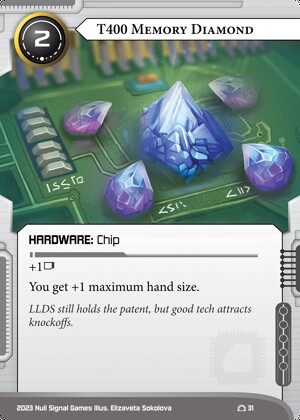 2
T400 Memory Diamond
HARDWARE: Chip
+1
You get +1 maximum hand size.
LLDS still holds the patent, but good tech attracts
knockoffs.
2023 Null Signal Games Illus. Elizaveta Sokolova 31